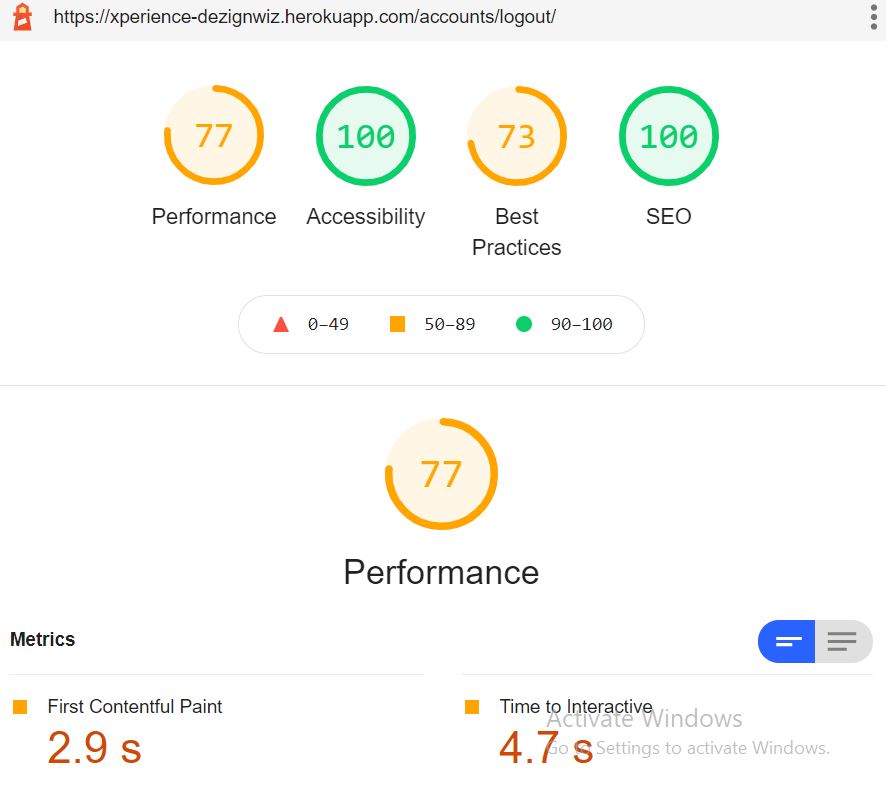 https://xperience-dezignwiz.herokuapp.com/accounts/logout/
77 100 73 100
Performance Accessibility Best Practices SEO
0–49 50–89 90–100
77
Performance
Metrics
First Contentful Paint
2.9 s
Time to Interactive
4.7 s
Activate Windows
Go to Settings to activate Windows.